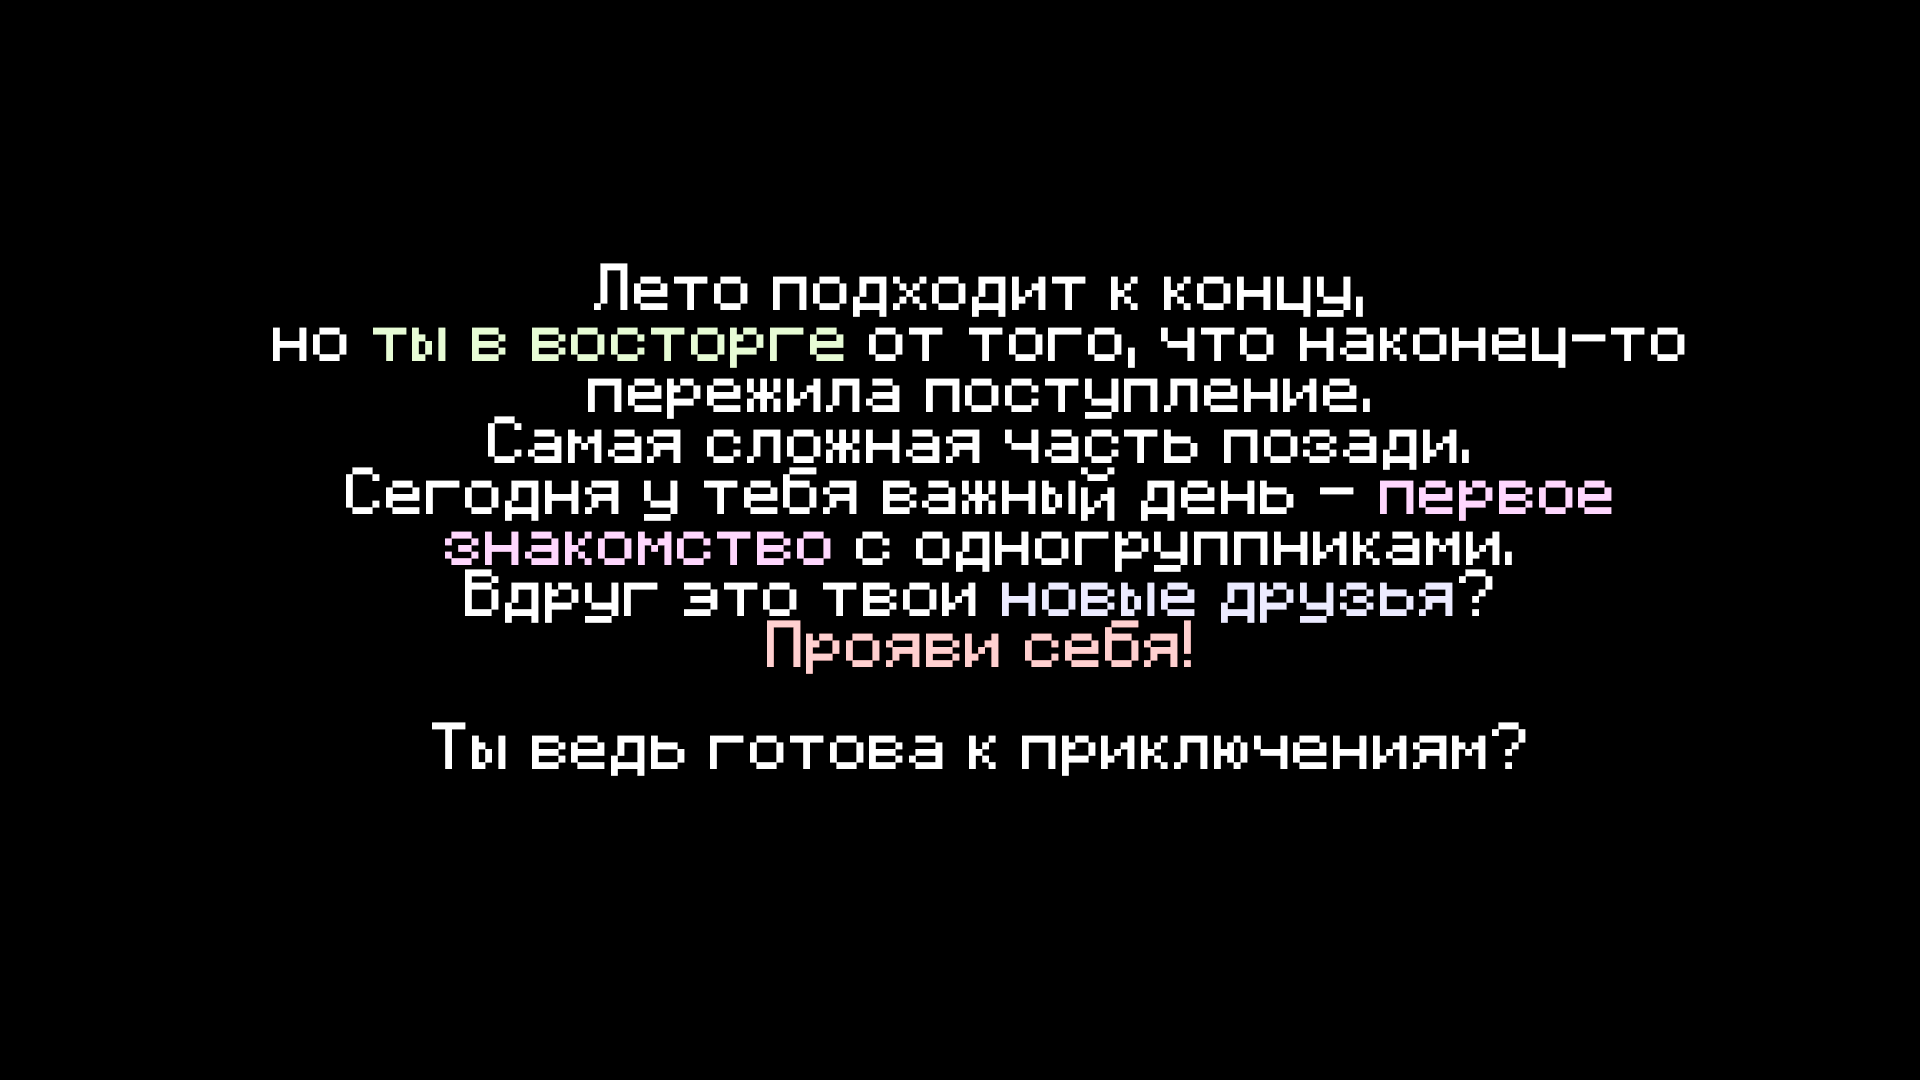 Лето подходит к концу,
но ты в восторге от того, что наконец-то
пережила поступление.
Самая сложная часть позади.
Сегодня у тебя важный день - первое
знакомство с одногруппниками.
Вдруг это твои новые друзья?
Прояви себя!
Ты ведь готова к приключениям?